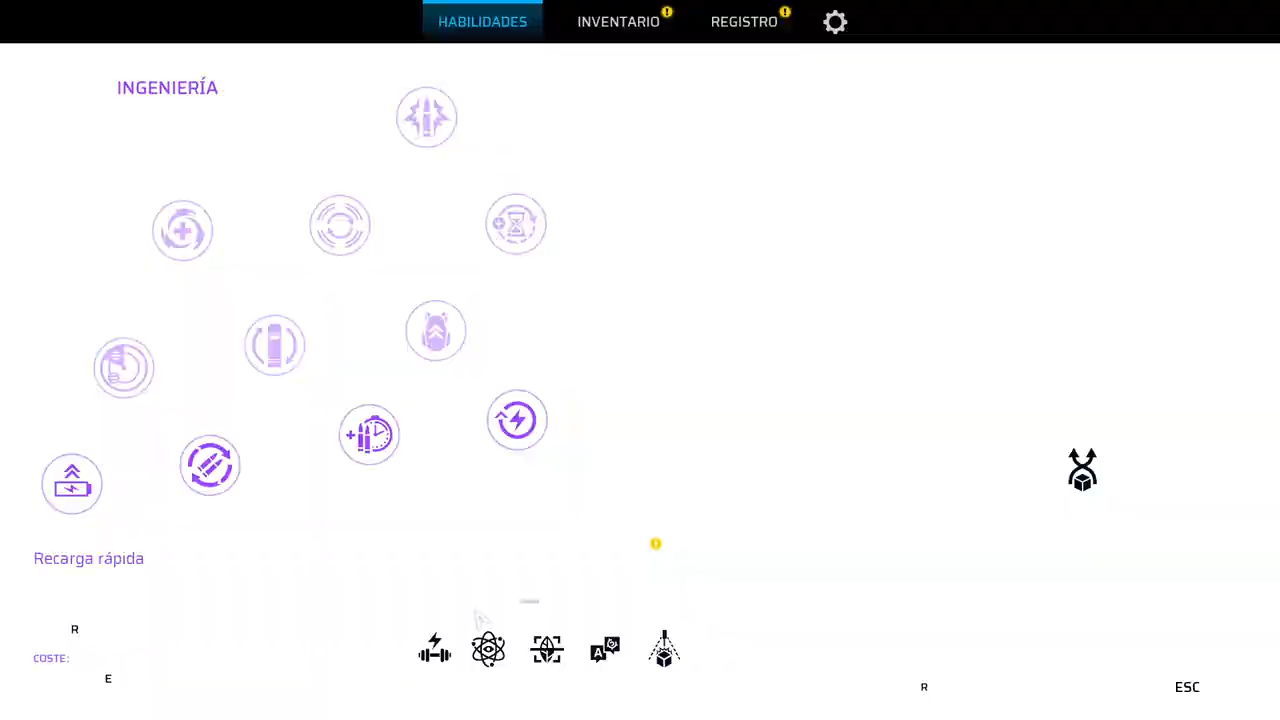 HABILIDADES
INVENTARIO
REGISTRO
INGENIERÍA
Recarga rápida
R
COSTE:
E
R
ESC